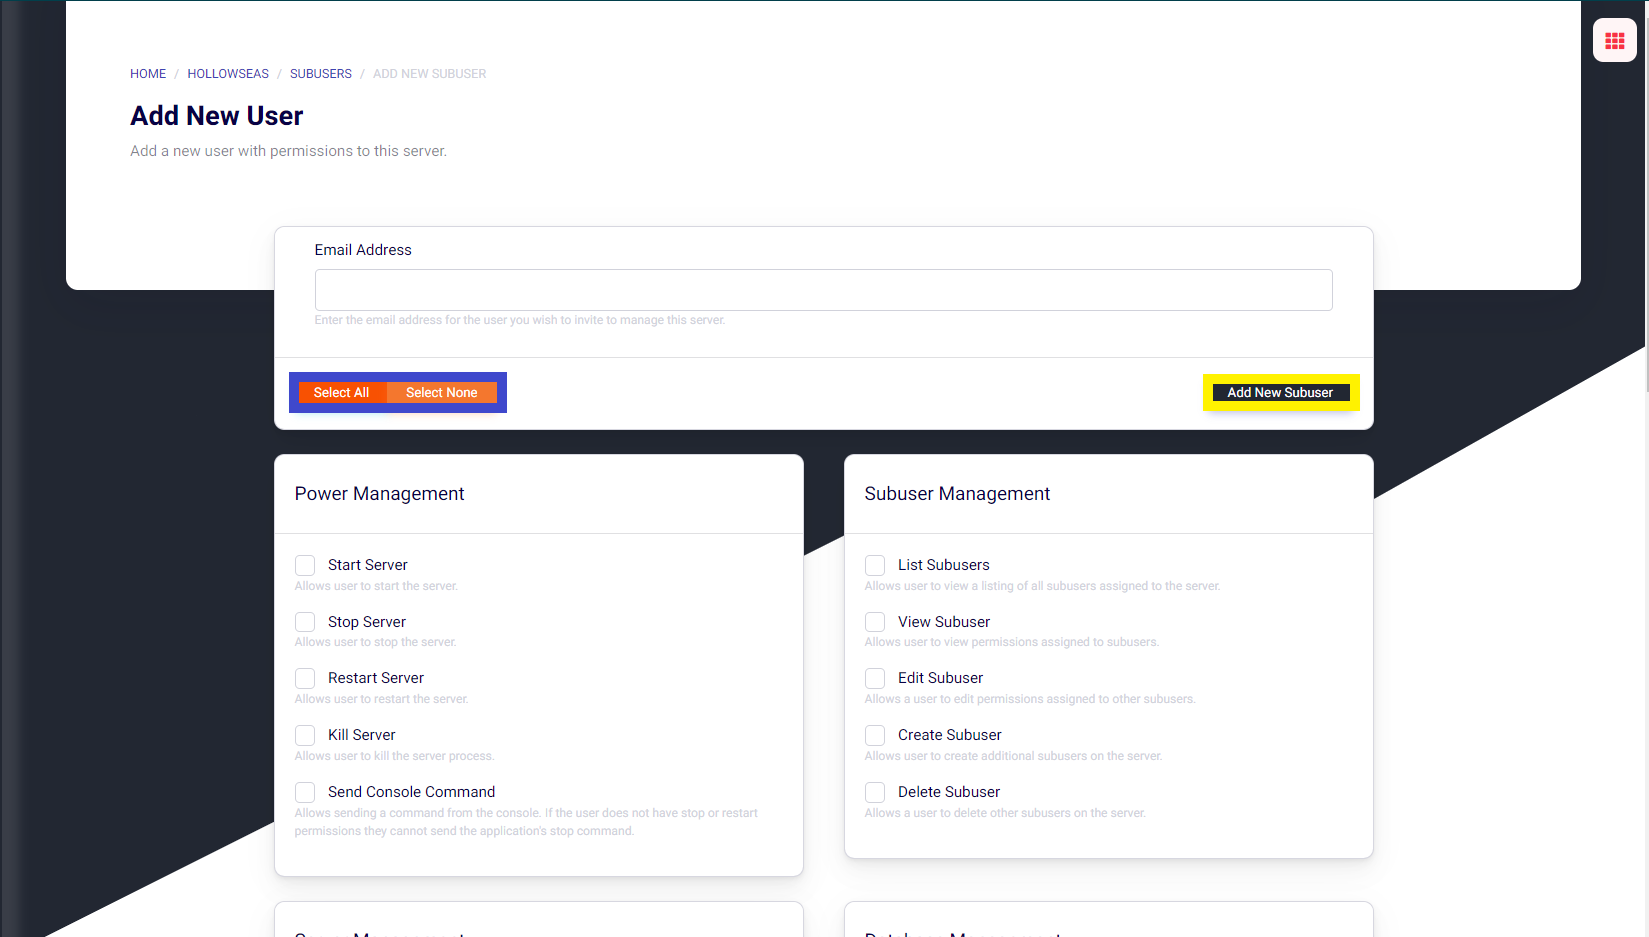 HOME / HOLLOWSEAS / SUBUSERS / ADD NEW SUBUSER
Add New User
Add a new user with permissions to this server.
Email Address
Enter the email address for the user you wish to invite to manage this server.
Select All Select None Add New Subuser
Power Management
Start Server
Allows user to start the server.
Stop Server
Allows user to stop the server.
Restart Server
Allows user to restart the server.
Kill Server
Allows user to kill the server process.
Send Console Command
Allows sending a command from the console. If the user does not have stop or restart
permissions they cannot send the application's stop command.
Subuser Management
List Subusers
Allows user to view a listing of all subusers assigned to the server.
View Subuser
Allows user to view permissions assigned to subusers.
Edit Subuser
Allows a user to edit permissions assigned to other subusers.
Create Subuser
Allows user to create additional subusers on the server.
Delete Subuser
Allows a user to delete other subusers on the server.